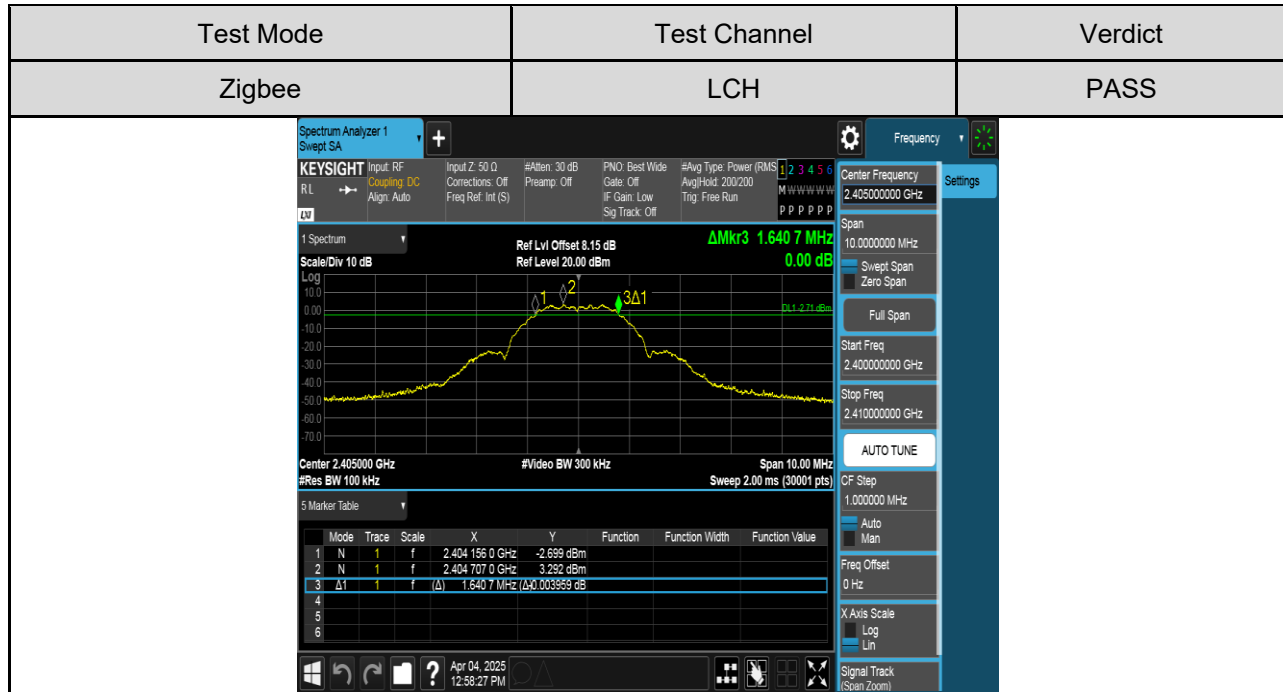 Test Mode Test Channel Verdict
Zigbee LCH PASS
Spectrum Analyzer 1
Swept SA
+
Frequency
KEYSIGHT
RL
LXI
Input: RF
Coupling: DC
Align: Auto
Input Z: 50 Ω
Corrections: Off
Freq Ref: Int (S)
#Atten: 30 dB
Preamp: Off
PNO: Best Wide
Gate: Off
IF Gain: Low
Sig Track: Off
#Avg Type: Power (RMS
Avg|Hold: 200/200
Trig: Free Run
1 2 3 4 5 6
M W W W W W
P P P P P P
1 Spectrum
Scale/Div 10 dB
Ref Lvl Offset 8.15 dB
Ref Level 20.00 dBm
ΔMkr3 1.640 7 MHz
0.00 dB
Log
10.0
0.00
-10.0
-20.0
-30.0
-40.0
-50.0
-60.0
-70.0
1
2
3Δ1
DL1 -2.71 dBm
Center 2.405000 GHz #Video BW 300 kHz Span 10.00 MHz
#Res BW 100 kHz Sweep 2.00 ms (30001 pts)
5 Marker Table
Mode Trace Scale X Y Function Function Width Function Value
1 N 1 f 2.404 156 0 GHz -2.699 dBm
2 N 1 f 2.404 707 0 GHz 3.292 dBm
3 Δ1 1 f (Δ) 1.640 7 MHz (Δ) 0.003959 dB
4
5
6
?
Apr 04, 2025
12:58:27 PM
Center Frequency
2.405000000 GHz
Settings
Span
10.0000000 MHz
Swept Span
Zero Span
Full Span
Start Freq
2.400000000 GHz
Stop Freq
2.410000000 GHz
AUTO TUNE
CF Step
1.000000 MHz
Auto
Man
Freq Offset
0 Hz
X Axis Scale
Log
Lin
Signal Track
(Span Zoom)